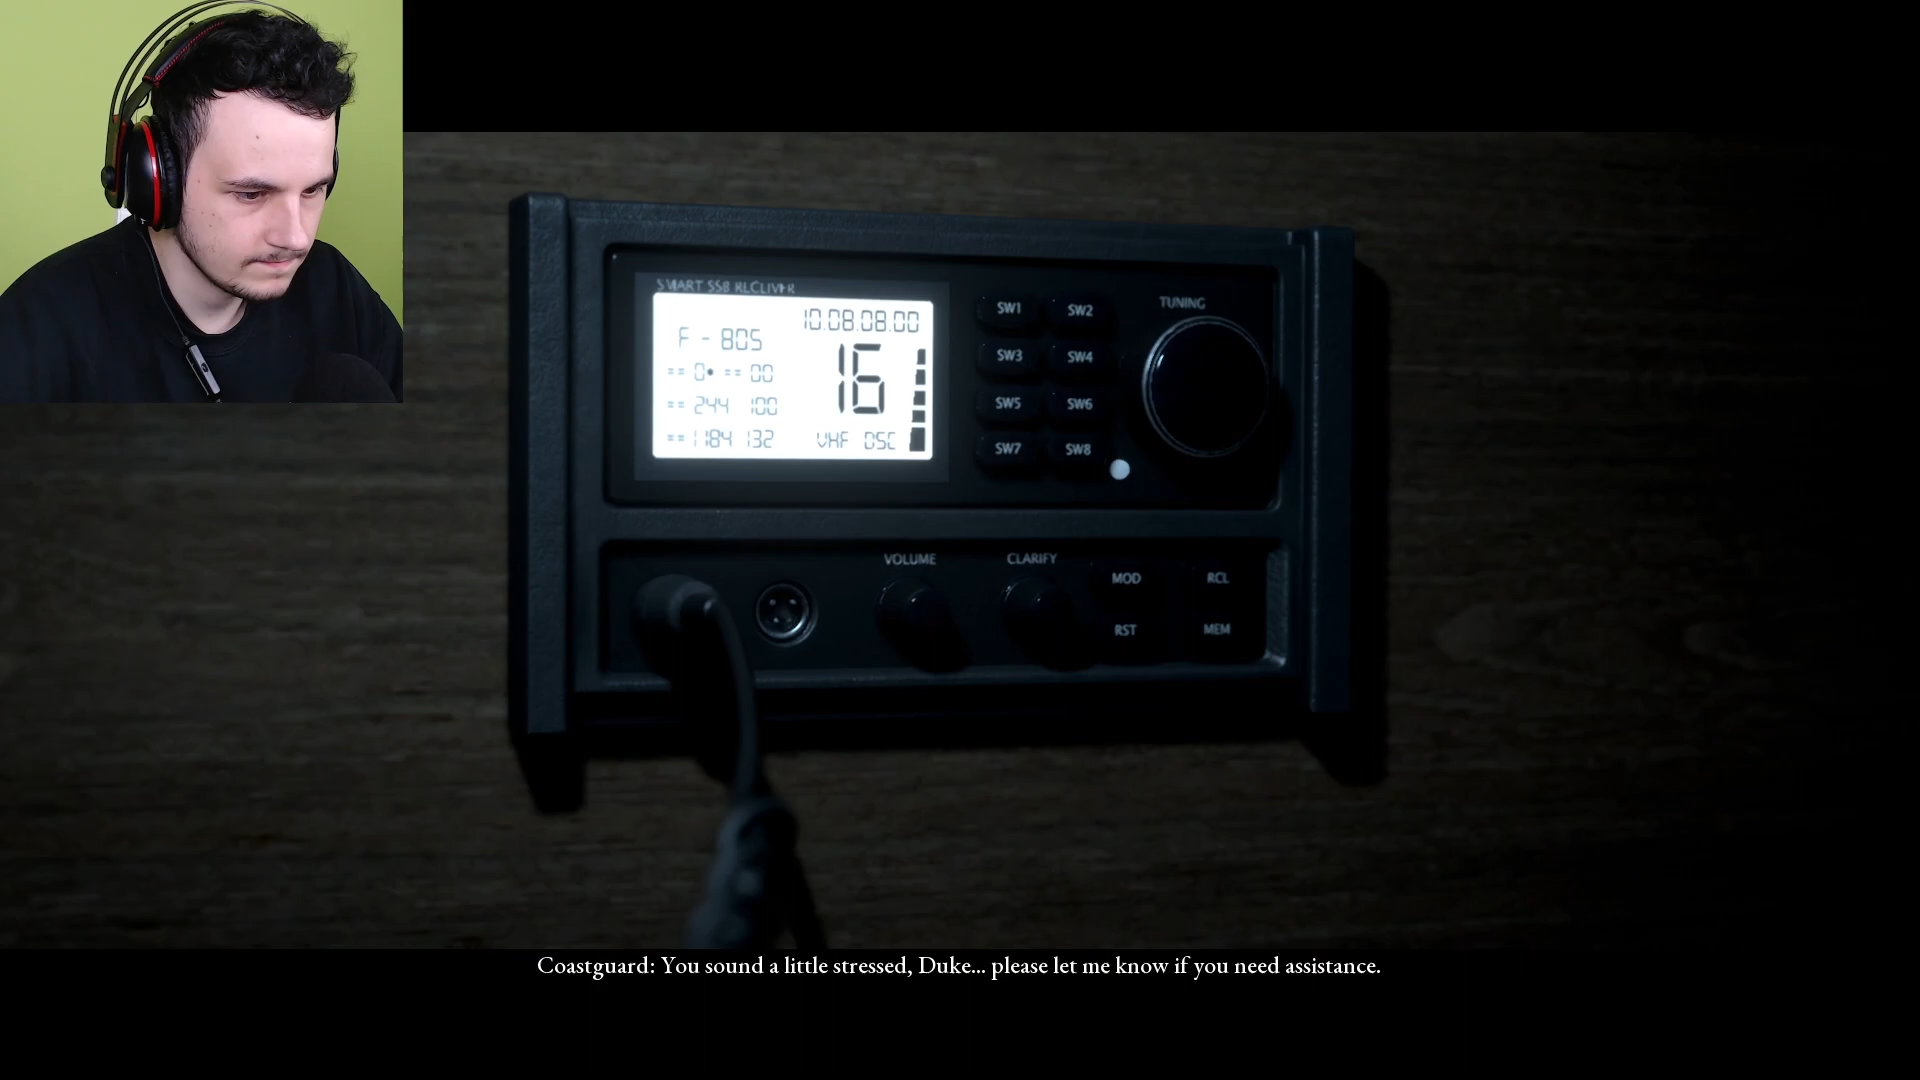 SMART SSB RECEIVER
10.08.08.00
F - 805
16
== 0• == 00
== 244 100
== 1184 132
VHF DSC
SW1 SW2
SW3 SW4
SW5 SW6
SW7 SW8
TUNING
VOLUME
CLARIFY
MOD
RCL
RST
MEM
Coastguard: You sound a little stressed, Duke... please let me know if you need assistance.